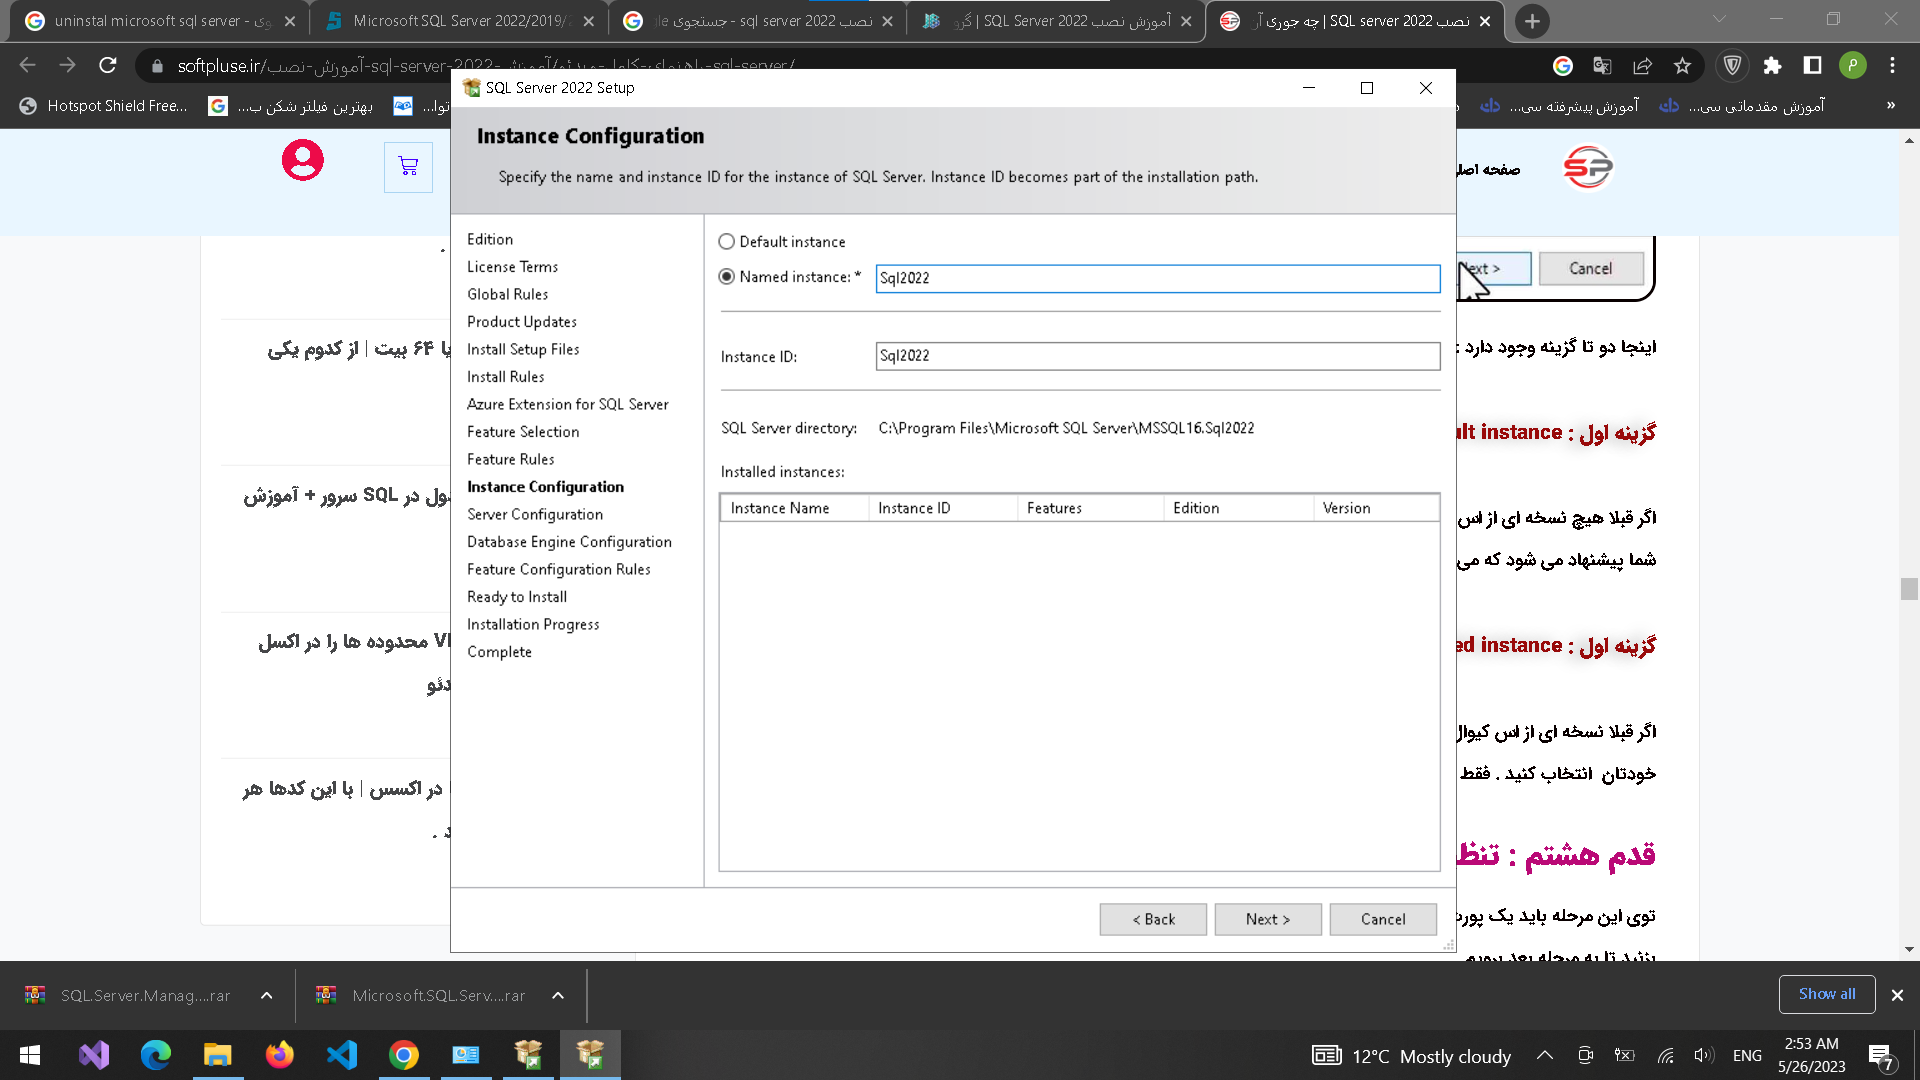 uninstal microsoft sql server - وی
Microsoft SQL Server 2022/2019/2
نصب sql server 2022 - جستجوی
آموزش نصب SQL Server 2022 | گرو
نصب SQL server 2022 | چه جوری آ
softpluse.ir/
Hotspot Shield Free...
بهترین فیلتر شکن ب...
توا...
آموزش پیشرفته سی...
آموزش مقدماتی سی...
»
P
SP
صفحه اصلی
SQL Server 2022 Setup
Instance Configuration
Specify the name and instance ID for the instance of SQL Server. Instance ID becomes part of the installation path.
Edition
License Terms
Global Rules
Product Updates
Install Setup Files
Install Rules
Azure Extension for SQL Server
Feature Selection
Feature Rules
Instance Configuration
Server Configuration
Database Engine Configuration
Feature Configuration Rules
Ready to Install
Installation Progress
Complete
Default instance
Named instance: *
Sql2022
Instance ID:
Sql2022
SQL Server directory:
C:\Program Files\Microsoft SQL Server\MSSQL16.Sql2022
Installed instances:
Instance Name
Instance ID
Features
Edition
Version
< Back
Next >
Cancel
ext >
Cancel
اینجا دو تا گزینه وجود دارد :
گزینه اول : ult instance
اگر قبلا هیچ نسخه ای از اس
شما پیشنهاد می شود که می
گزینه اول : ed instance
اگر قبلا نسخه ای از اس کیوال
خودتان انتخاب کنید . فقط
قدم هشتم : تنظ
توی این مرحله باید یک پورت
بزنید تا به مرحله بعد برویم
یا ۶۴ بیت | از کدوم یکی
ول در SQL سرور + آموزش
محدوده ها را در اکسل
دئو
در اکسس | با این کدها هر
د .
SQL.Server.Manag....rar
Microsoft.SQL.Serv....rar
Show all
12°C Mostly cloudy
ENG
2:53 AM
5/26/2023
7